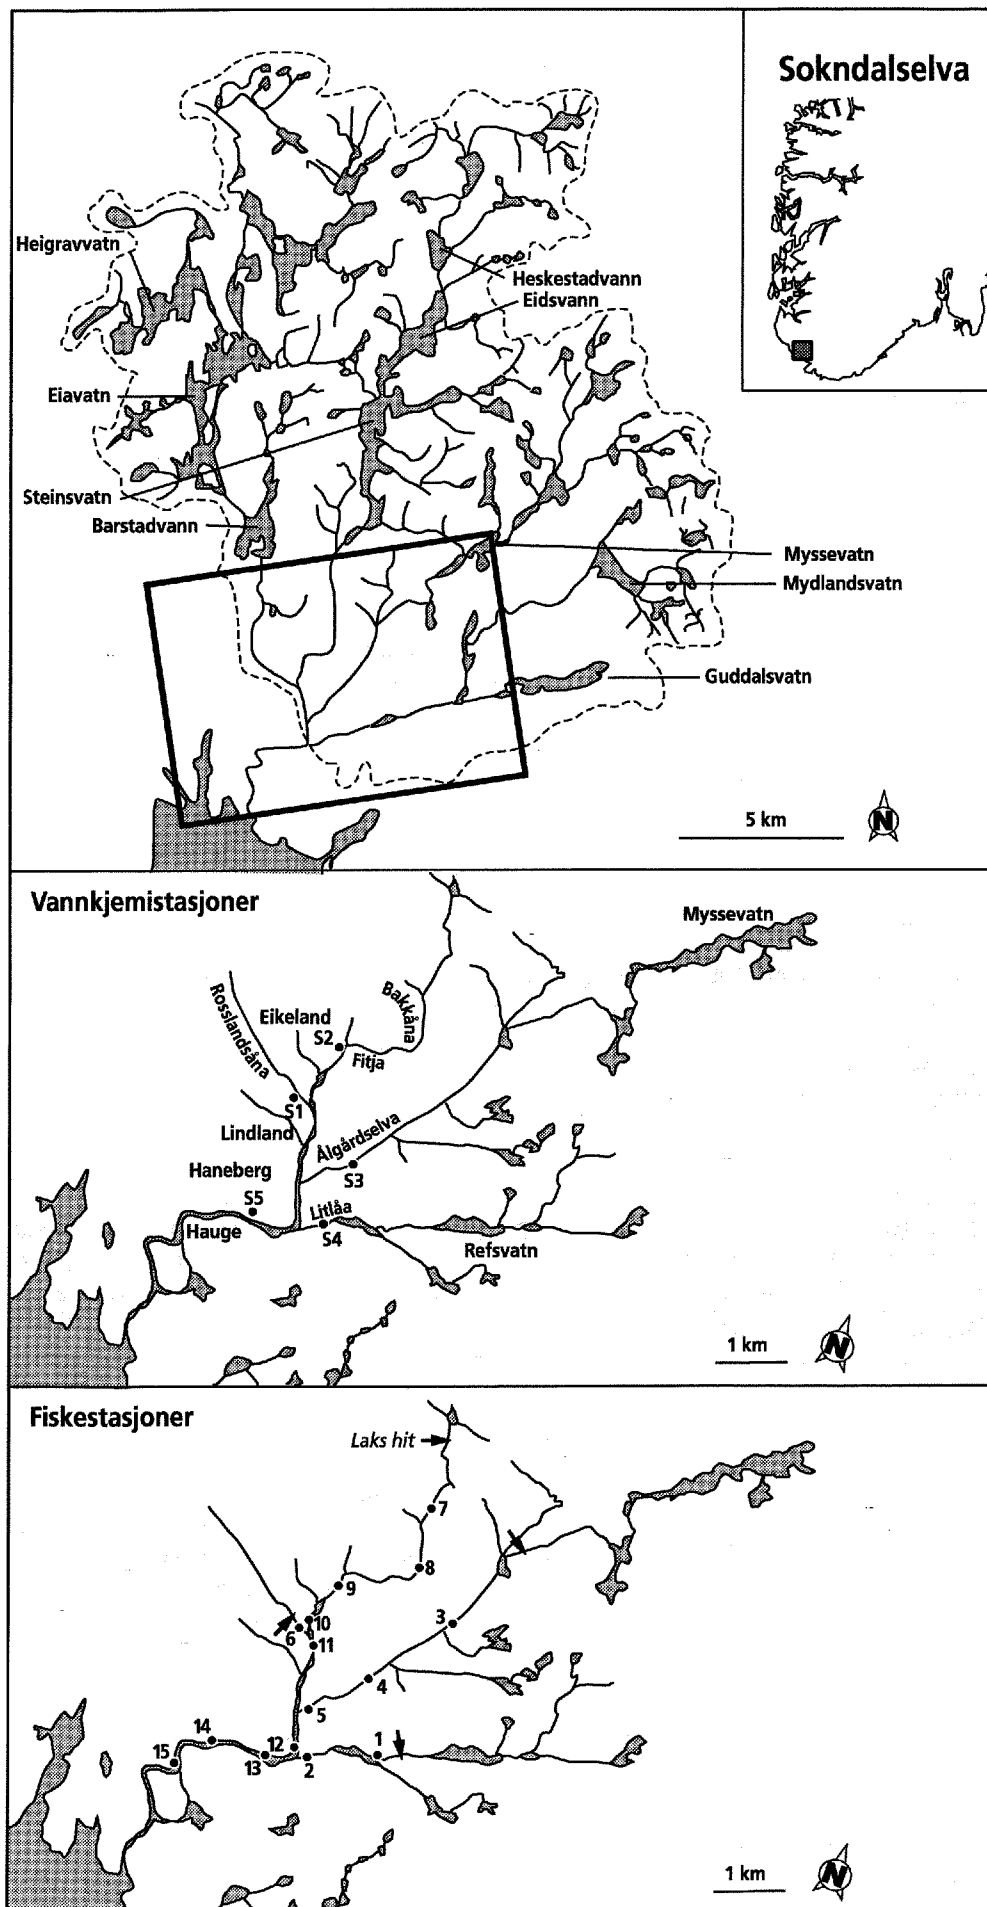 Sokndalselva
Heigravvatn
Heskestadvann
Eidsvann
Eiavatn
Steinsvatn
Barstadvann
Myssevatn
Mydlandsvatn
Guddalsvatn
5 km
N
Vannkjemistasjoner
Myssevatn
Rosslandsåna
Eikeland
S2
Bakkåna
Fitja
S1
Lindland
Ålgårdselva
Haneberg
S3
S5
Litlåa
Hauge
S4
Refsvatn
1 km
N
Fiskestasjoner
Laks hit
7
8
9
10
3
6
11
4
5
14
12
1
15
13
2
1 km
N